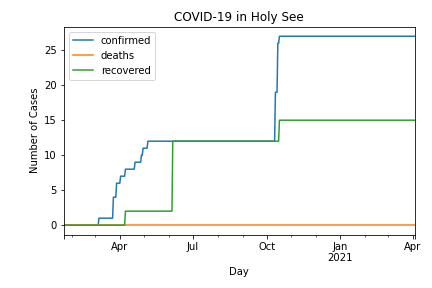 COVID-19 in Holy See
confirmed
deaths
recovered
Number of Cases
25
20
15
10
5
0
Apr
Jul
Oct
Jan
2021
Apr
Day